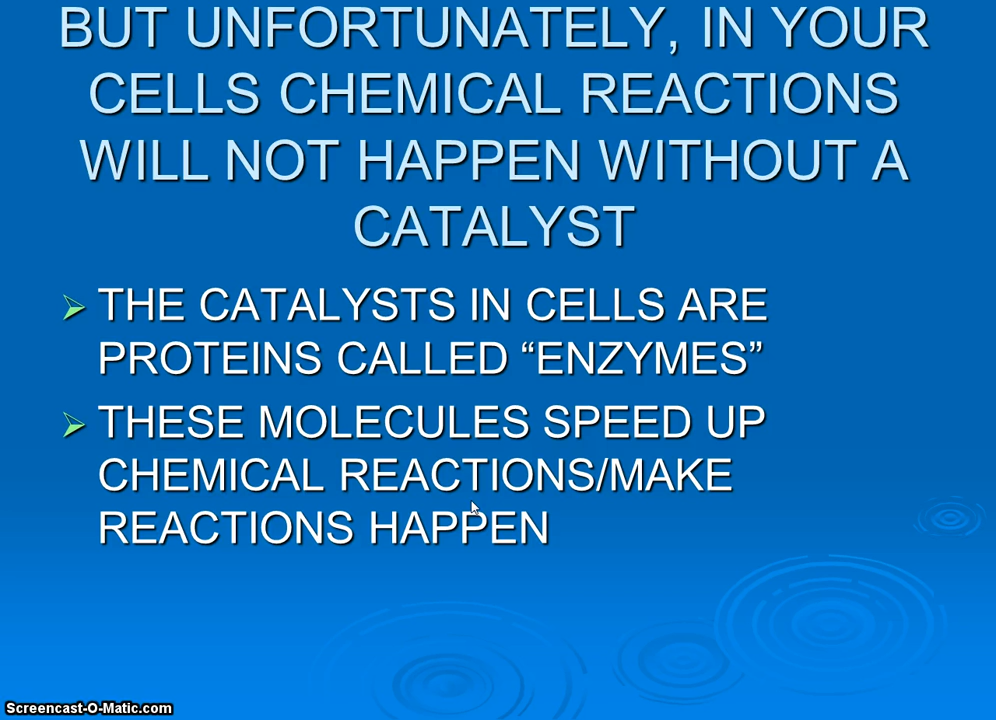 BUT UNFORTUNATELY, IN YOUR
CELLS CHEMICAL REACTIONS
WILL NOT HAPPEN WITHOUT A
CATALYST
THE CATALYSTS IN CELLS ARE
PROTEINS CALLED “ENZYMES”
THESE MOLECULES SPEED UP
CHEMICAL REACTIONS/MAKE
REACTIONS HAPPEN
Screencast-O-Matic.com